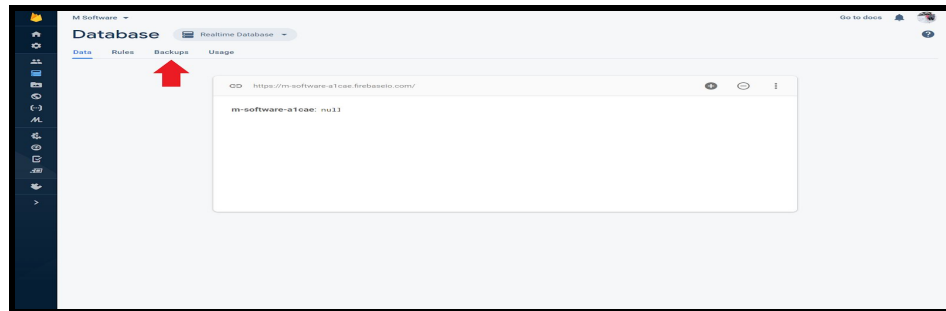 M Software
Go to docs
Database
Realtime Database
Data Rules Backups Usage
https://m-software-a1cae.firebaseio.com/
m-software-a1cae: null